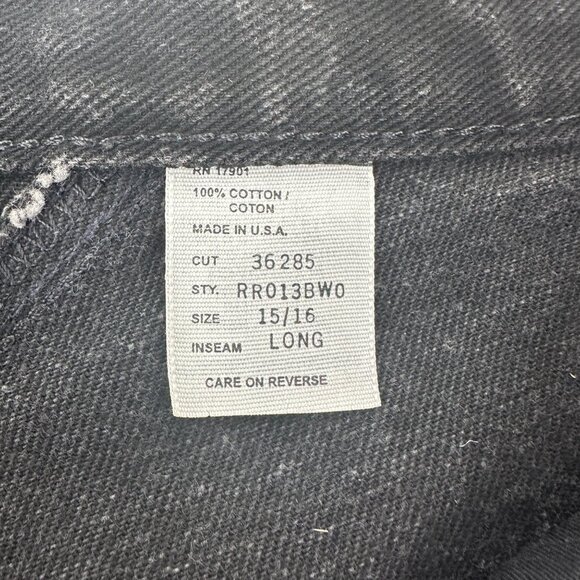 RN 17901
100% COTTON /
COTON
MADE IN U.S.A.
CUT 36285
STY. RR013BW0
SIZE 15/16
INSEAM LONG
CARE ON REVERSE